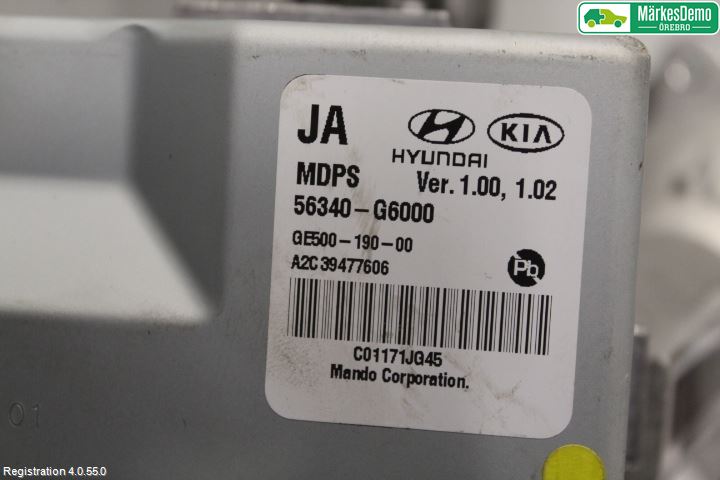 MärkesDemo
ÖREBRO
JA
HYUNDAI
KIA
MDPS
Ver. 1.00, 1.02
56340-G6000
GE500-190-00
A2C39477606
Pb
C01171JG45
Mando Corporation.
01
Registration 4.0.55.0